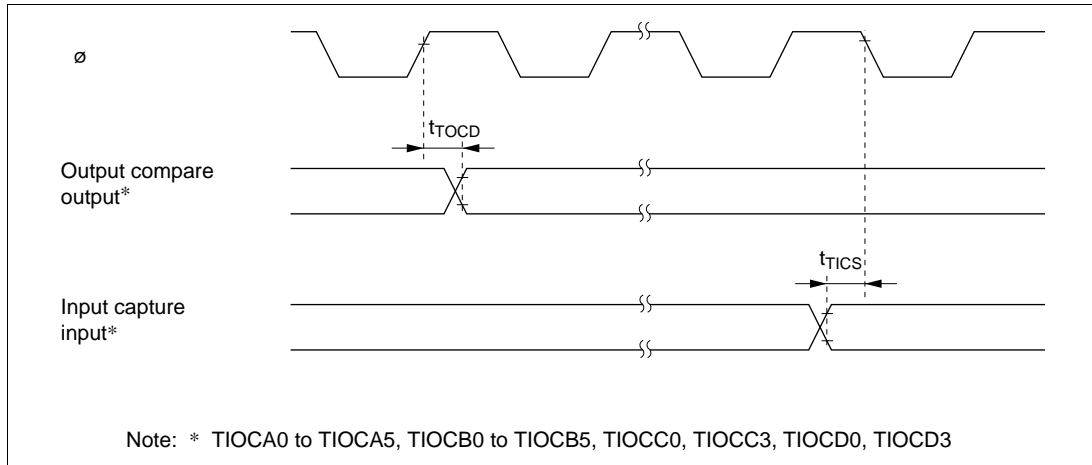 ø
tTOCD
Output compare
output*
tTICS
Input capture
input*
Note: * TIOCA0 to TIOCA5, TIOCB0 to TIOCB5, TIOCC0, TIOCC3, TIOCD0, TIOCD3